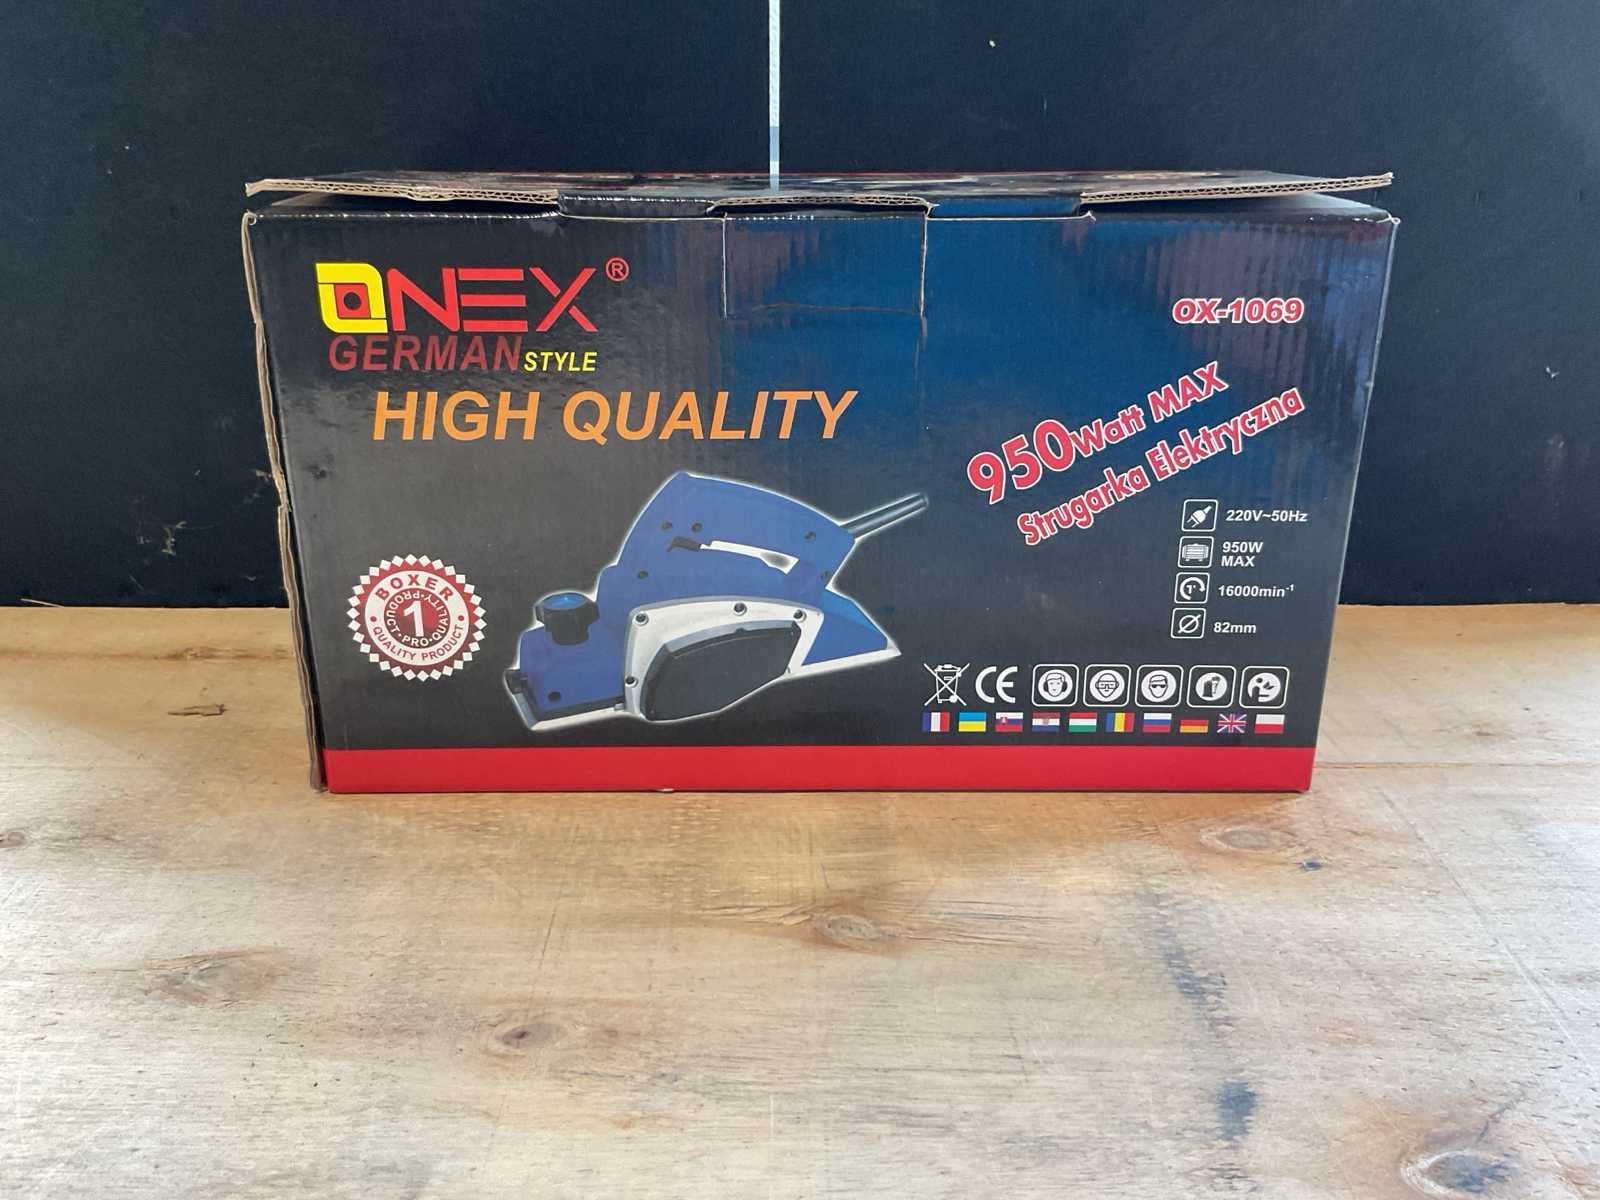 ONEX®
GERMAN STYLE
HIGH QUALITY
OX-1069
950Watt MAX
Strugarka Elektryczna
220V~50Hz
950W
MAX
16000min⁻¹
82mm
BOXER
PRODUCT·PRO-QUALITY·
1
· QUALITY PRODUCT ·
CE